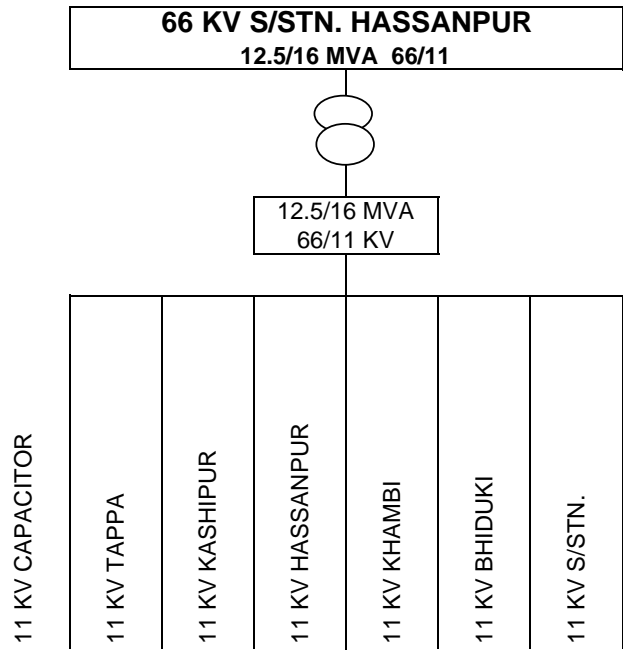 66 KV S/STN. HASSANPUR
12.5/16 MVA 66/11
12.5/16 MVA
66/11 KV
11 KV CAPACITOR
11 KV TAPPA
11 KV KASHIPUR
11 KV HASSANPUR
11 KV KHAMBI
11 KV BHIDUKI
11 KV S/STN.